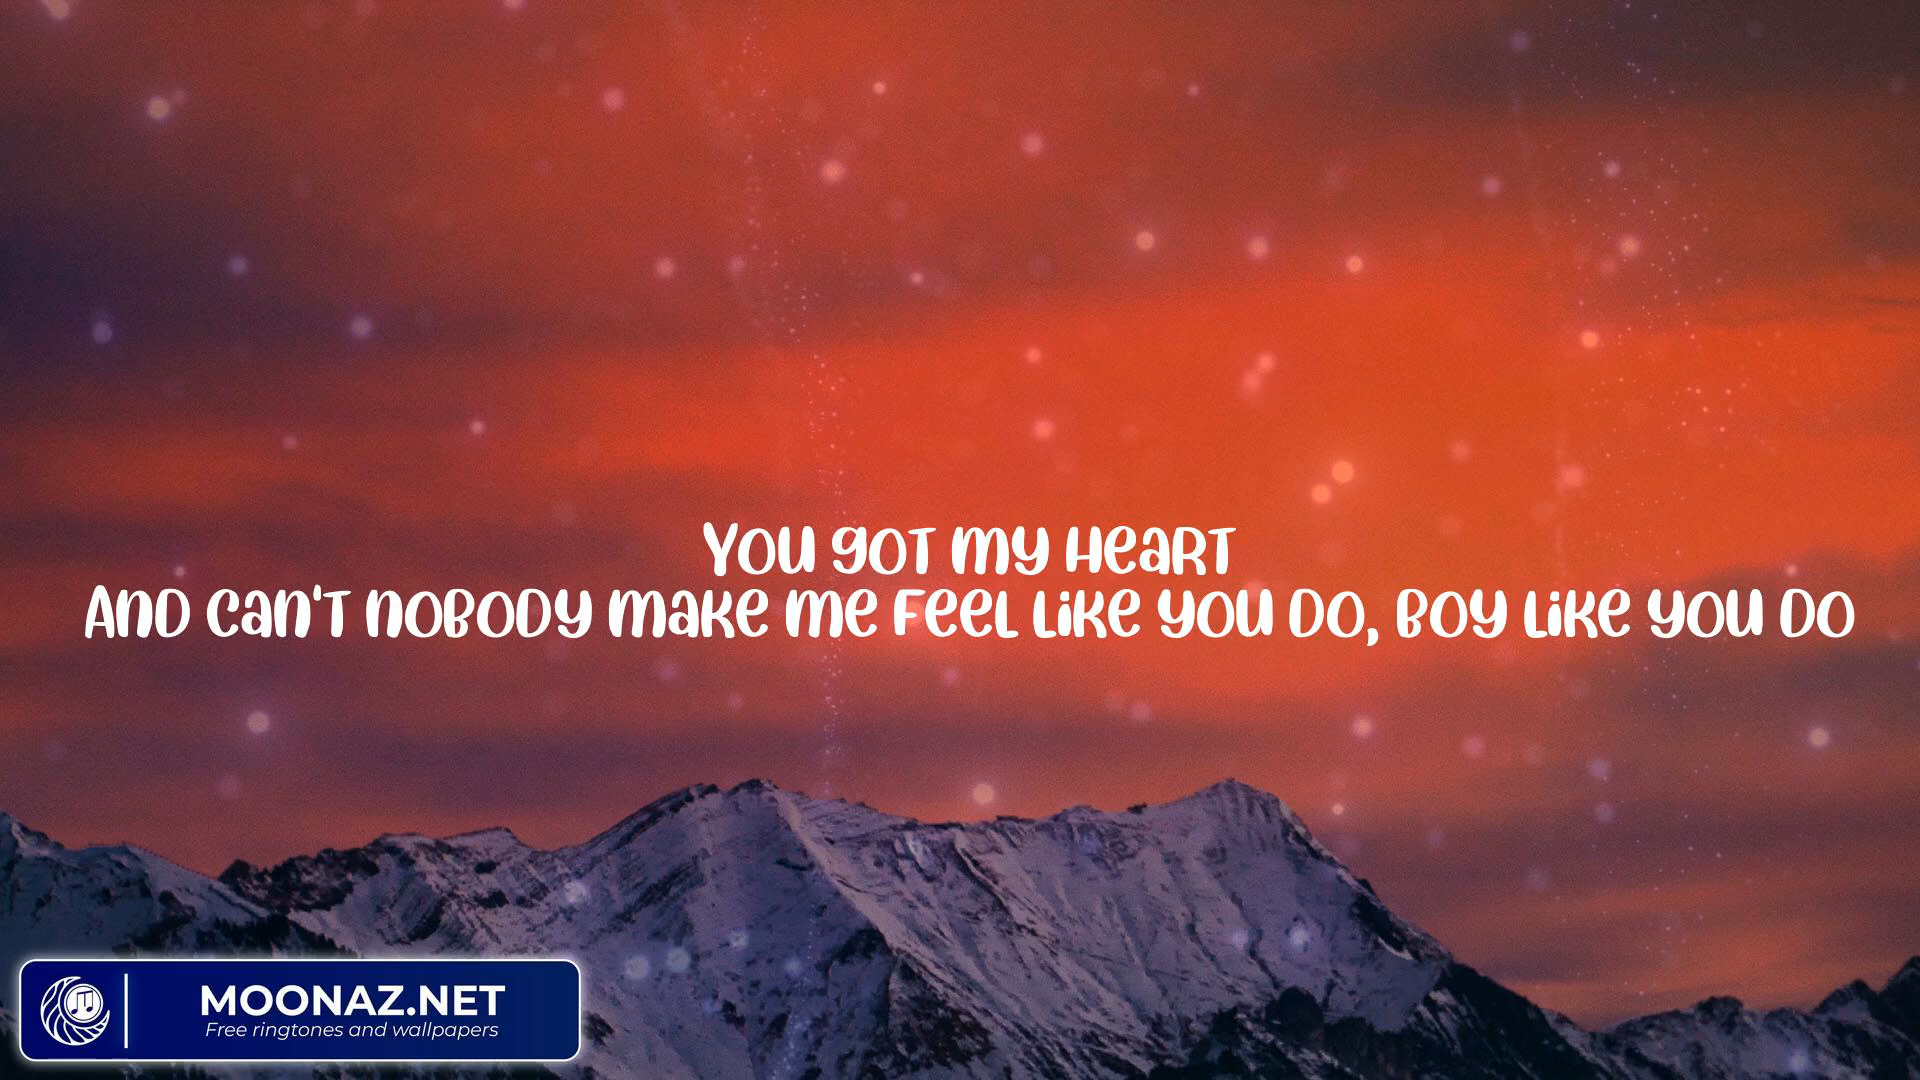 You got my heart
And can't nobody make me feel like you do, boy like you do
MOONAZ.NET
Free ringtones and wallpapers